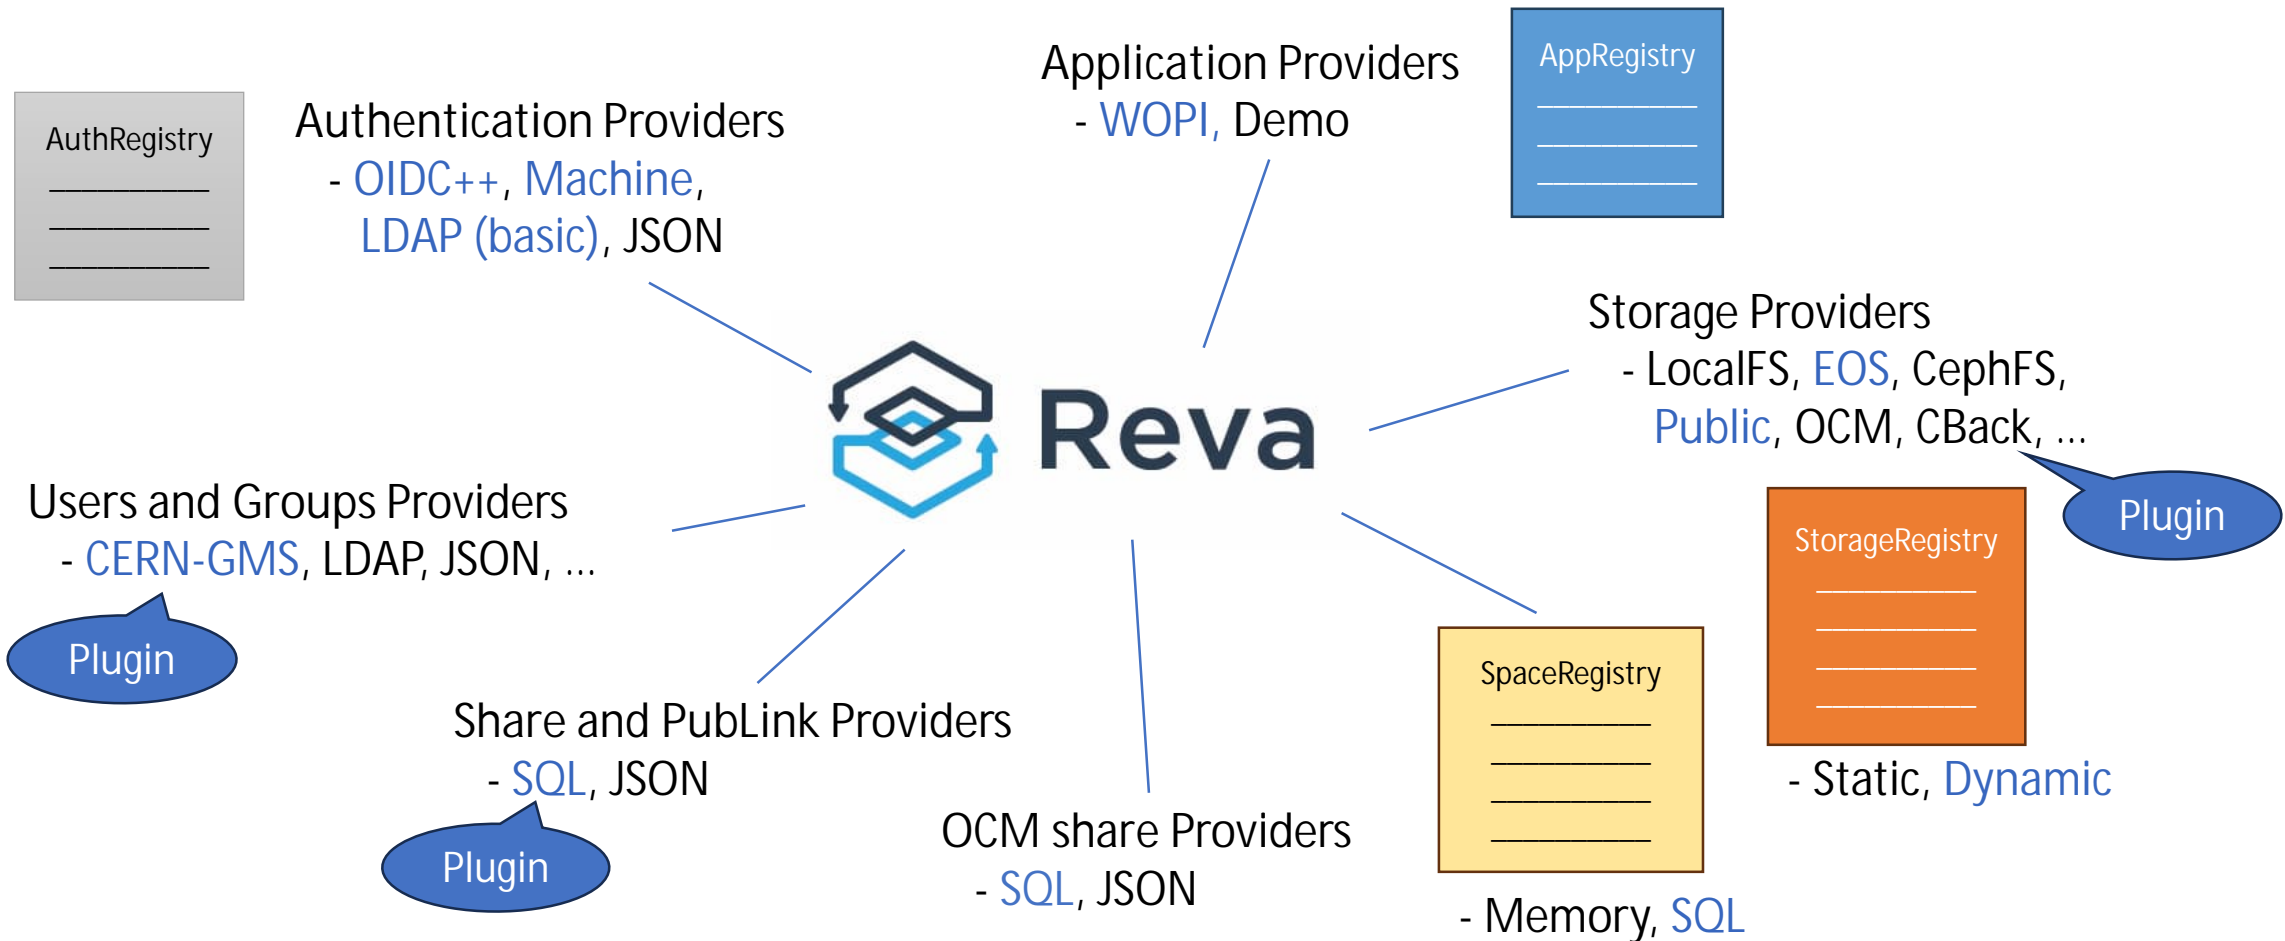 AuthRegistry
Authentication Providers
- OIDC++, Machine,
LDAP (basic), JSON
Application Providers
- WOPI, Demo
AppRegistry
Storage Providers
- LocalFS, EOS, CephFS,
Public, OCM, CBack, ...
Plugin
Reva
Users and Groups Providers
- CERN-GMS, LDAP, JSON, ...
Plugin
StorageRegistry
- Static, Dynamic
SpaceRegistry
- Memory, SQL
Share and PubLink Providers
- SQL, JSON
Plugin
OCM share Providers
- SQL, JSON